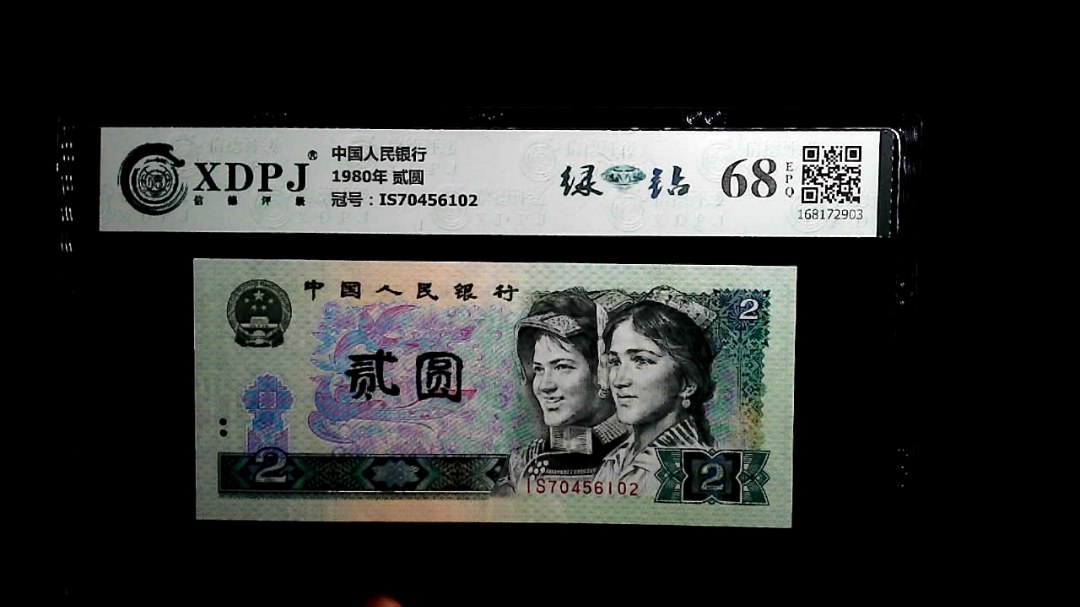 XDPJ®
信德评级
中国人民银行
1980年 贰圆
冠号：IS70456102
绿钻
68
EPQ
168172903
中国人民银行
2
贰圆
2
2
IS70456102